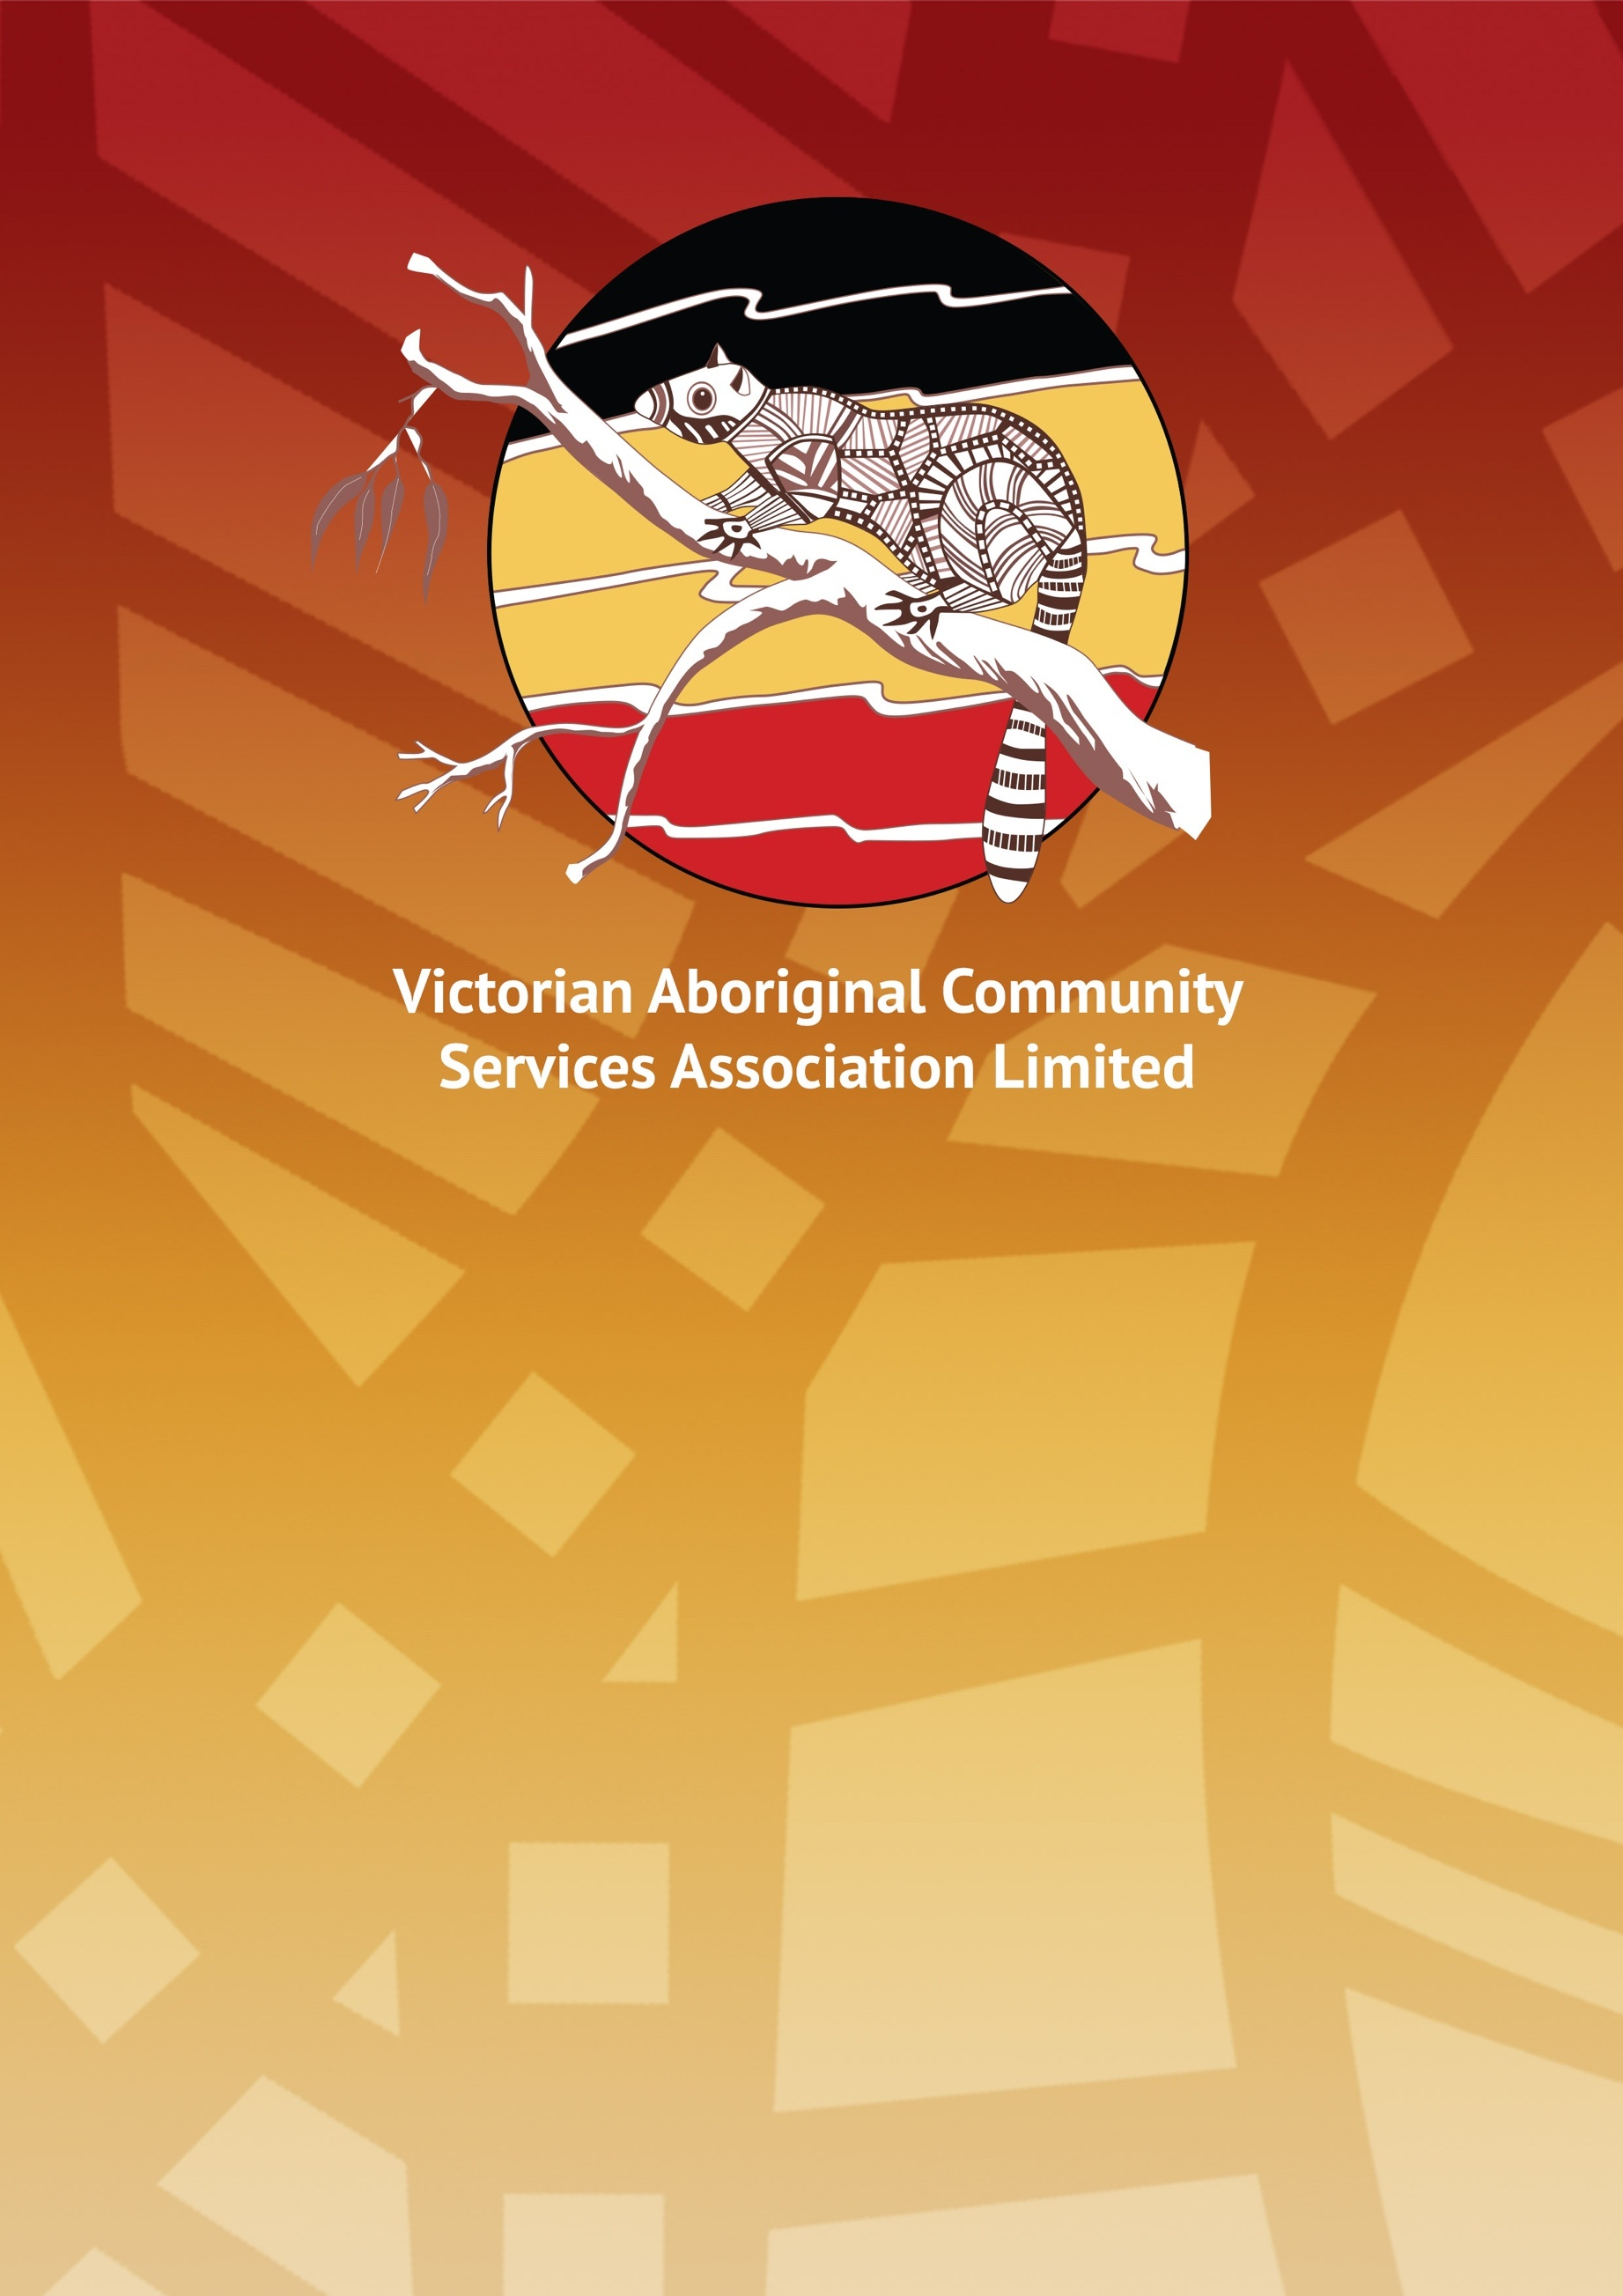 Victorian Aboriginal Community
Services Association Limited